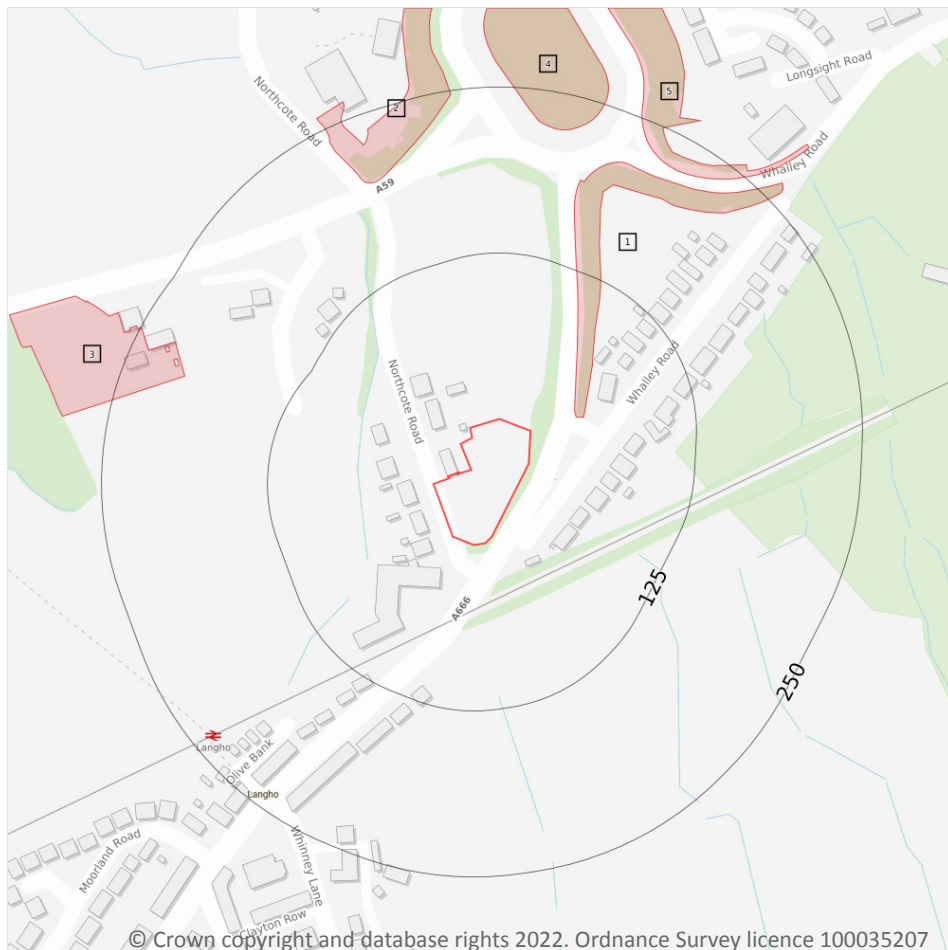 4
5
2
Longsight Road
Northcote Road
Whalley Road
A59
1
3
Whalley Road
Northcote Road
125
A666
250
Langho
Olive Bank
Langho
Moorland Road
Whinney Lane
Clayton Row
© Crown copyright and database rights 2022. Ordnance Survey licence 100035207